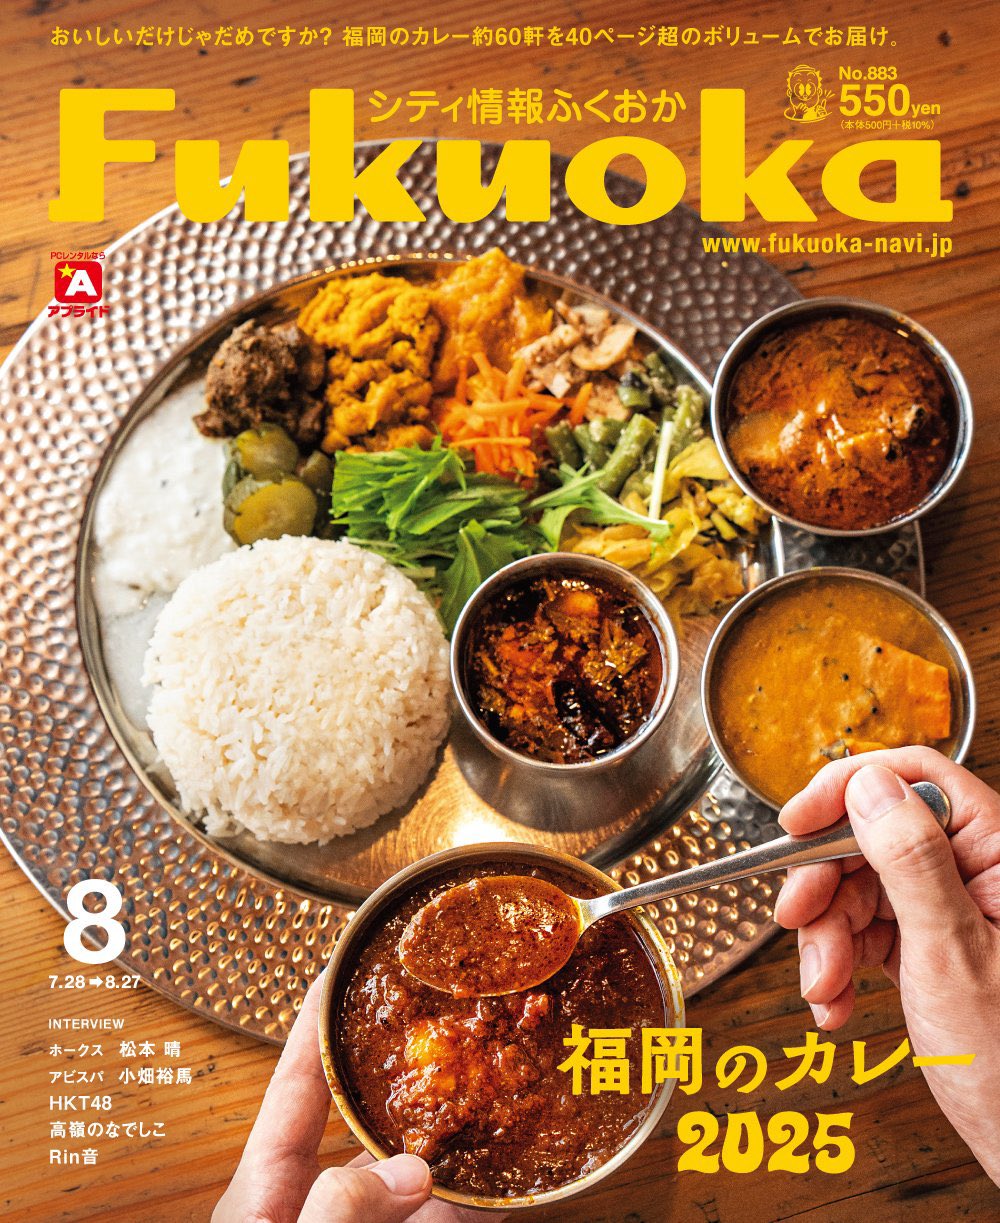 おいしいだけじゃだめですか? 福岡のカレー約60軒を40ページ超のボリュームでお届け。
シティ情報ふくおか
Fukuoka
No.883
550yen
(本体500円+税10%)
www.fukuoka-navi.jp
PCレンタルなら
A
アプライド
8
7.28➡8.27
INTERVIEW
ホークス 松本 晴
アビスパ 小畑裕馬
HKT48
高嶺のなでしこ
Rin音
福岡のカレー
2025